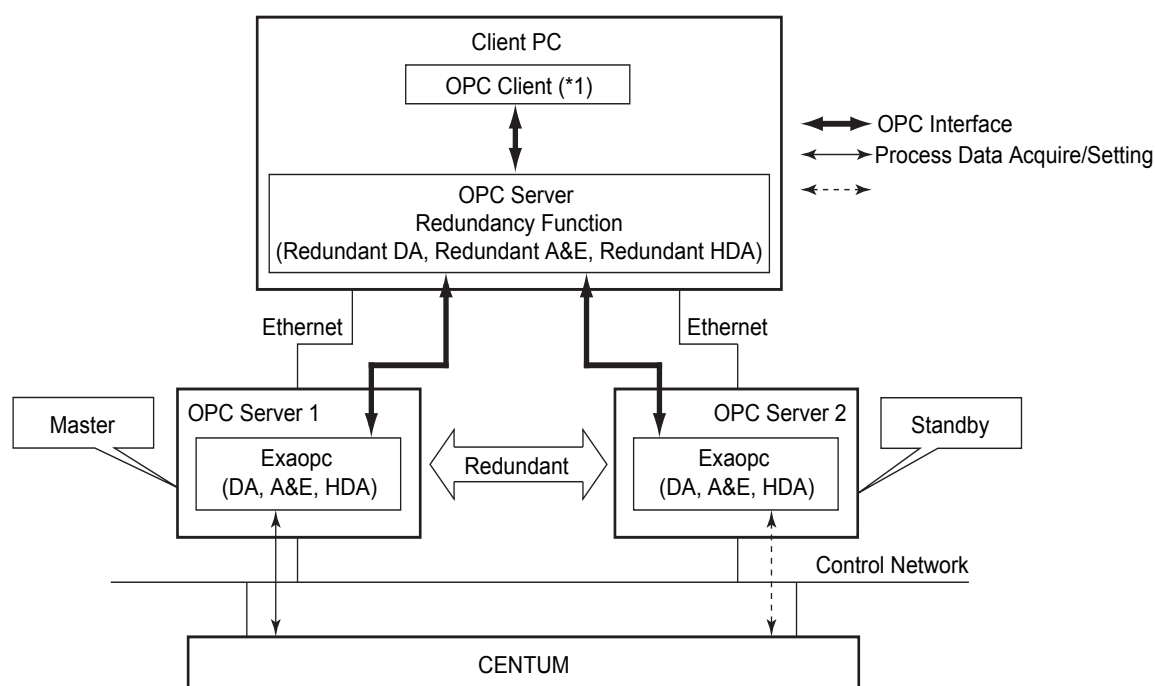 Client PC
OPC Client (*1)
OPC Interface
Process Data Acquire/Setting
OPC Server
Redundancy Function
(Redundant DA, Redundant A&E, Redundant HDA)
Ethernet
Ethernet
Master
OPC Server 1
Exaopc
(DA, A&E, HDA)
Redundant
OPC Server 2
Exaopc
(DA, A&E, HDA)
Standby
Control Network
CENTUM